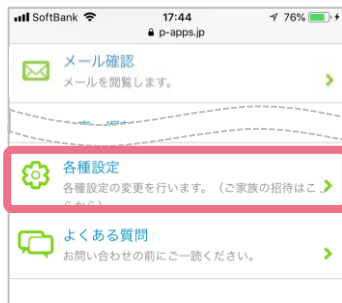 SoftBank 17:44 76%
p-apps.jp
メール確認
メールを閲覧します。
各種設定
各種設定の変更を行います。（ご家族の招待はこ
ちらから）
よくある質問
お問い合わせの前にご一読ください。